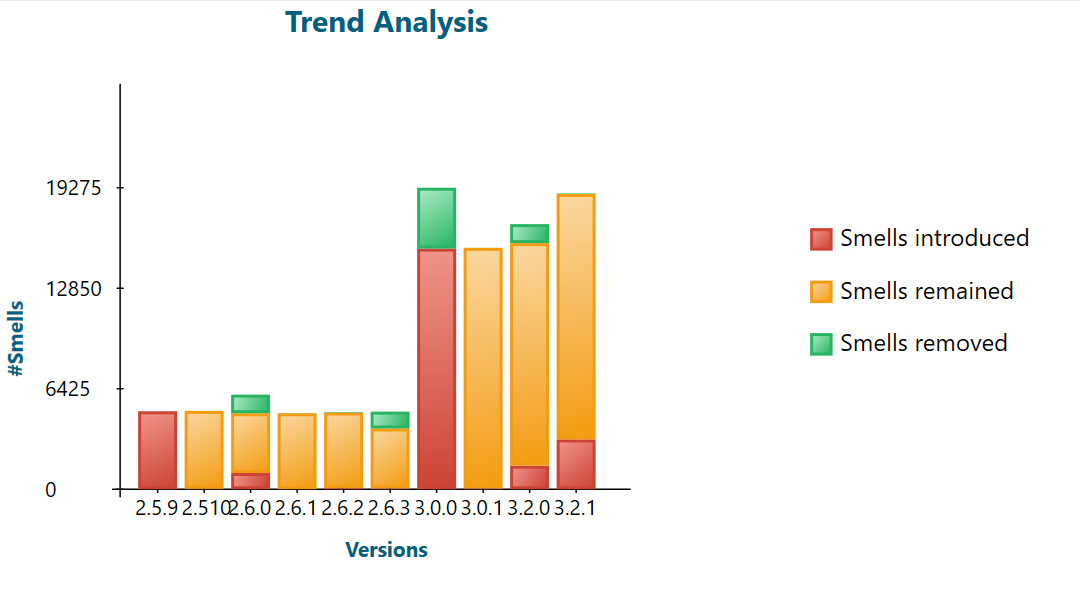 Trend Analysis
19275
12850
6425
0
#Smells
2.5.9 2.510 2.6.0 2.6.1 2.6.2 2.6.3 3.0.0 3.0.1 3.2.0 3.2.1
Versions
Smells introduced
Smells remained
Smells removed